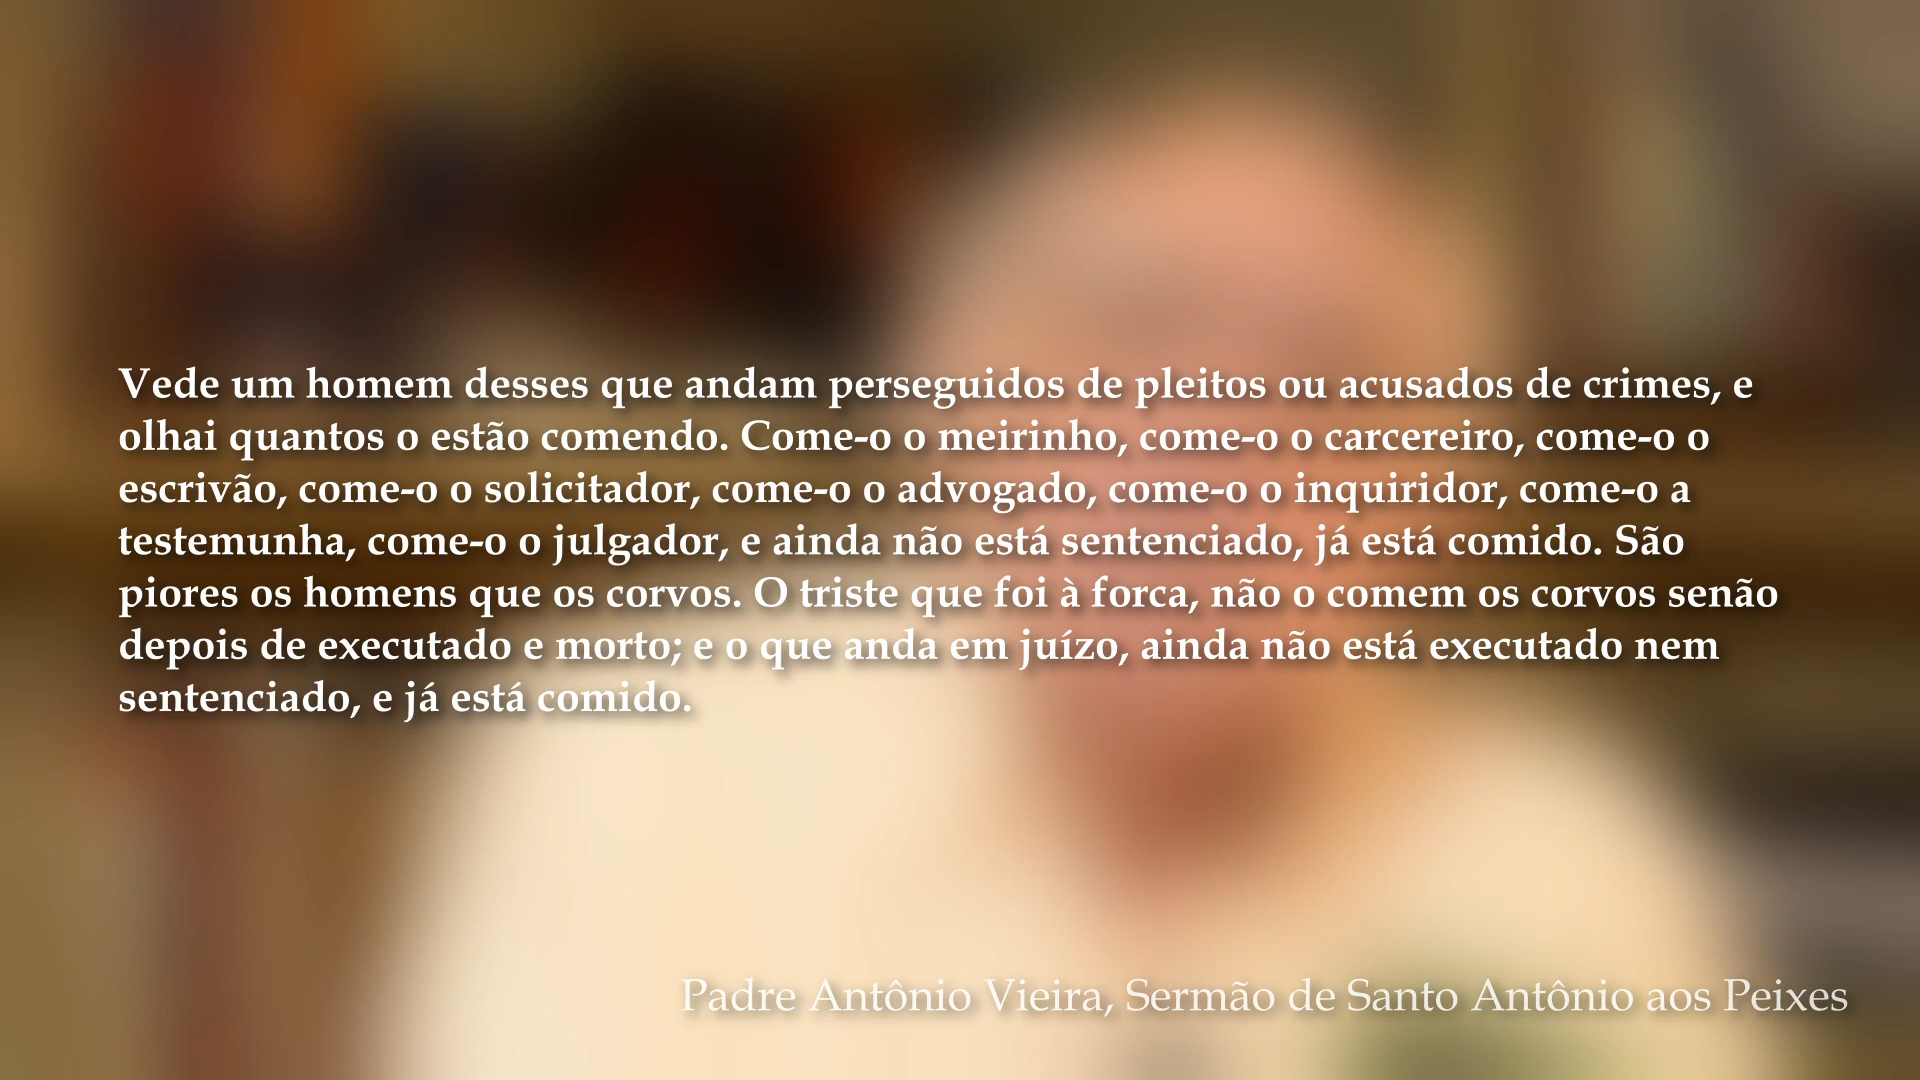 Vede um homem desses que andam perseguidos de pleitos ou acusados de crimes, e
olhai quantos o estão comendo. Come-o o meirinho, come-o o carcereiro, come-o o
escrivão, come-o o solicitador, come-o o advogado, come-o o inquiridor, come-o a
testemunha, come-o o julgador, e ainda não está sentenciado, já está comido. São
piores os homens que os corvos. O triste que foi à forca, não o comem os corvos senão
depois de executado e morto; e o que anda em juízo, ainda não está executado nem
sentenciado, e já está comido.
Padre Antônio Vieira, Sermão de Santo Antônio aos Peixes